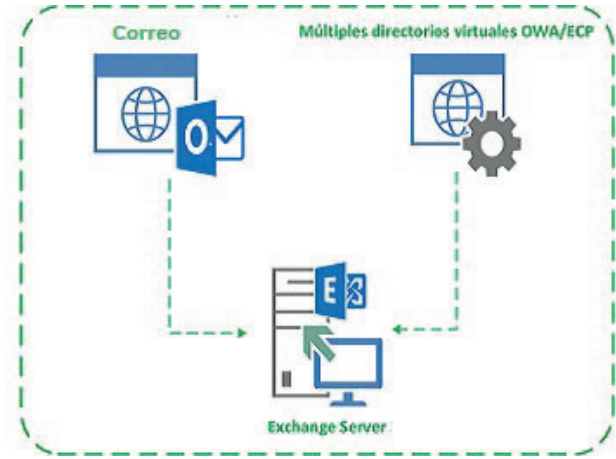 Correo
Múltiples directorios virtuales OWA/ECP
O
E
Exchange Server